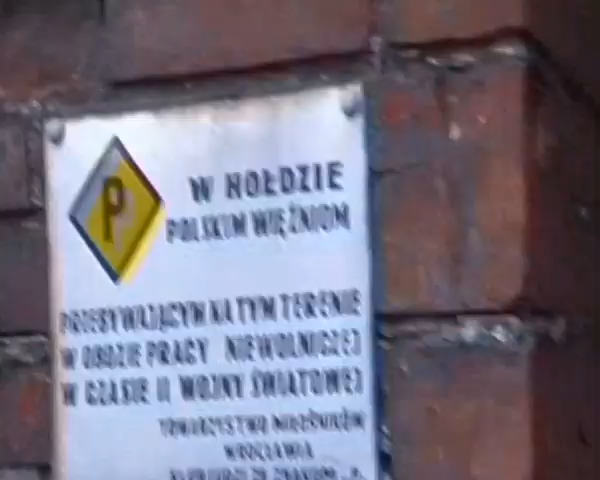 P
W HOŁDZIE
POLSKIM WIĘŹNIOM
PRZEBYWAJĄCYM NA TYM TERENIE
W OBOZIE PRACY NIEWOLNICZEJ
W CZASIE II WOJNY ŚWIATOWEJ
TOWARZYSTWO MIŁOŚNIKÓW
WROCŁAWIA